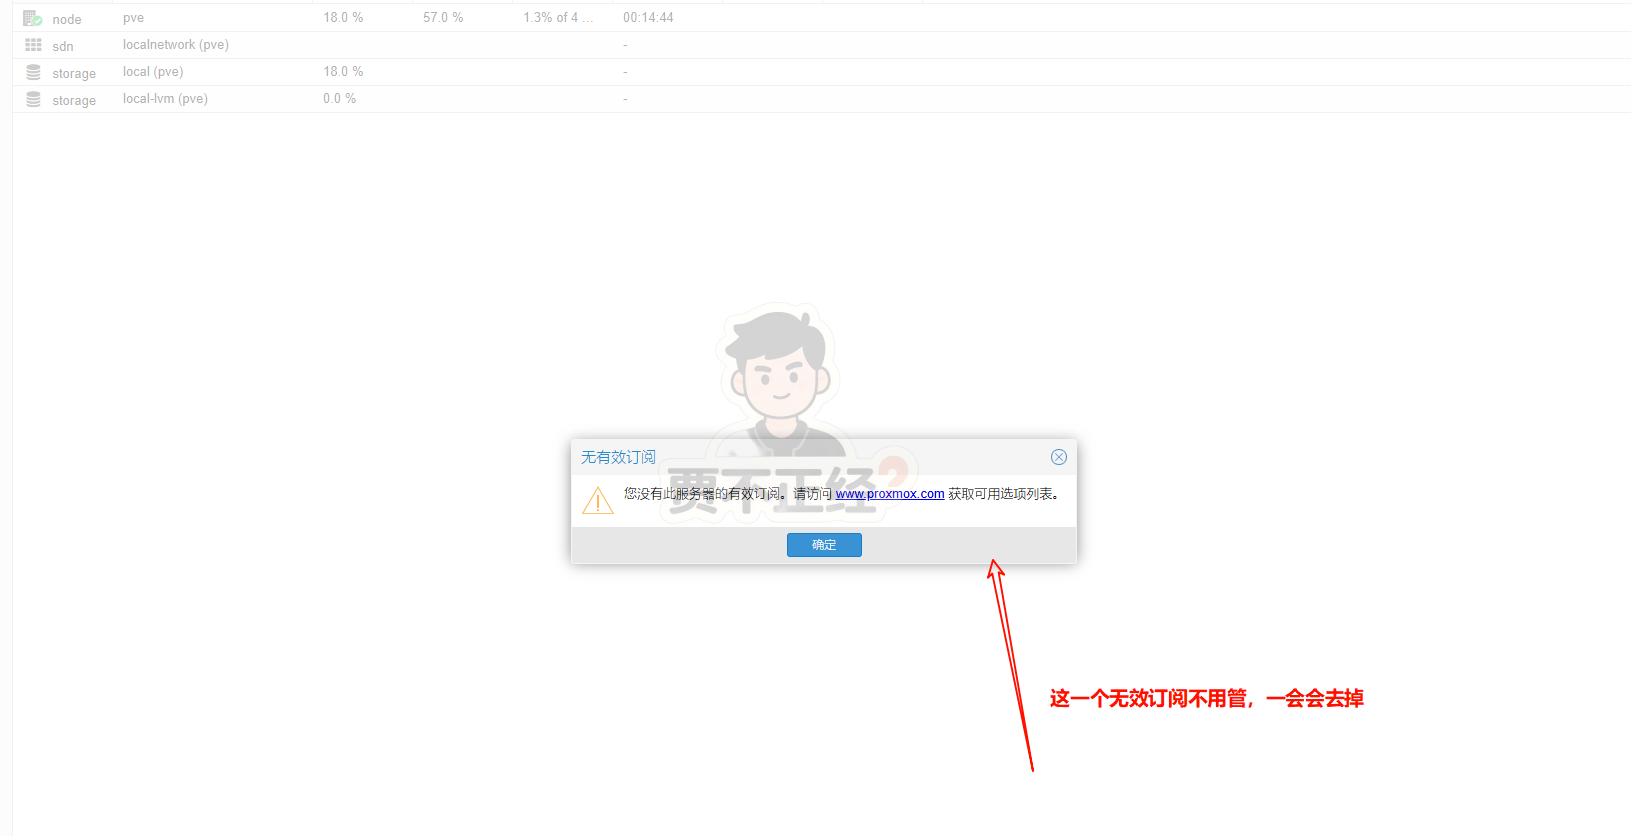 node pve 18.0 % 57.0 % 1.3% of 4 ... 00:14:44
sdn localnetwork (pve) -
storage local (pve) 18.0 % -
storage local-lvm (pve) 0.0 % -
无有效订阅
贾不正经?
您没有此服务器的有效订阅。请访问 www.proxmox.com 获取可用选项列表。
确定
这一个无效订阅不用管，一会会去掉